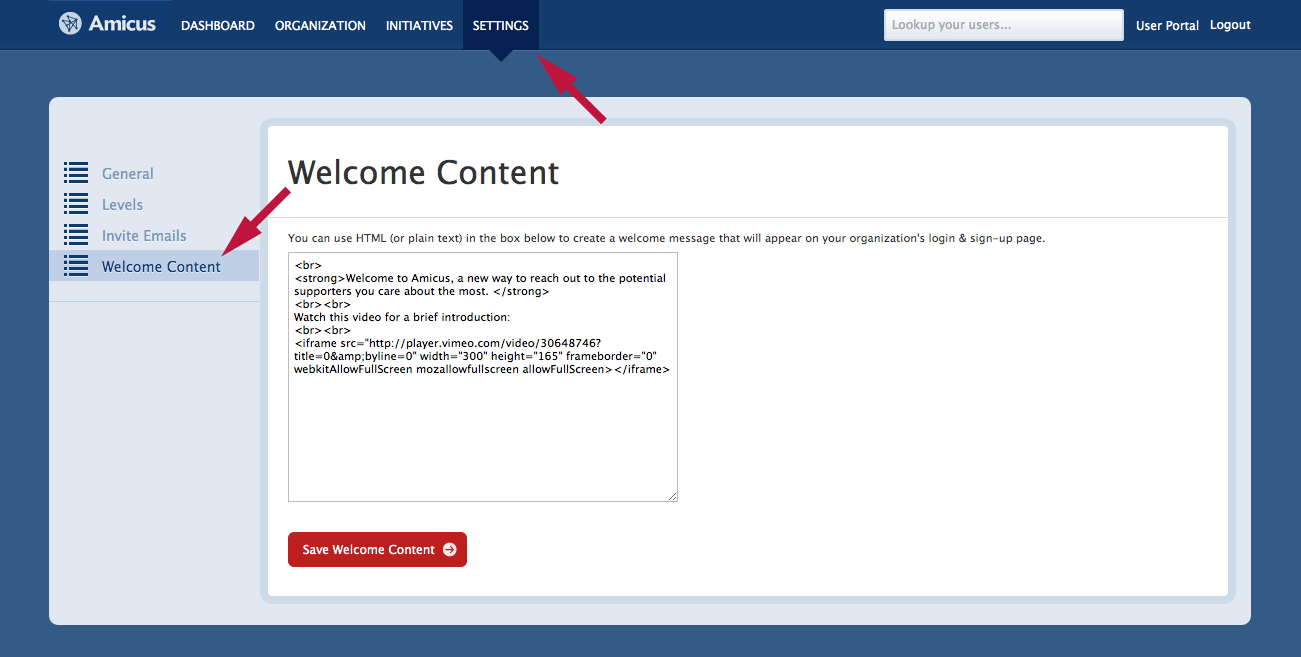 Amicus DASHBOARD ORGANIZATION INITIATIVES SETTINGS Lookup your users... User Portal Logout
General
Levels
Invite Emails
Welcome Content
Welcome Content
You can use HTML (or plain text) in the box below to create a welcome message that will appear on your organization's login & sign-up page.
<br>
<strong>Welcome to Amicus, a new way to reach out to the potential
supporters you care about the most. </strong>
<br><br>
Watch this video for a brief introduction:
<br><br>
<iframe src="http://player.vimeo.com/video/30648746?
title=0&amp;byline=0" width="300" height="165" frameborder="0"
webkitAllowFullScreen mozallowfullscreen allowFullScreen></iframe>
Save Welcome Content